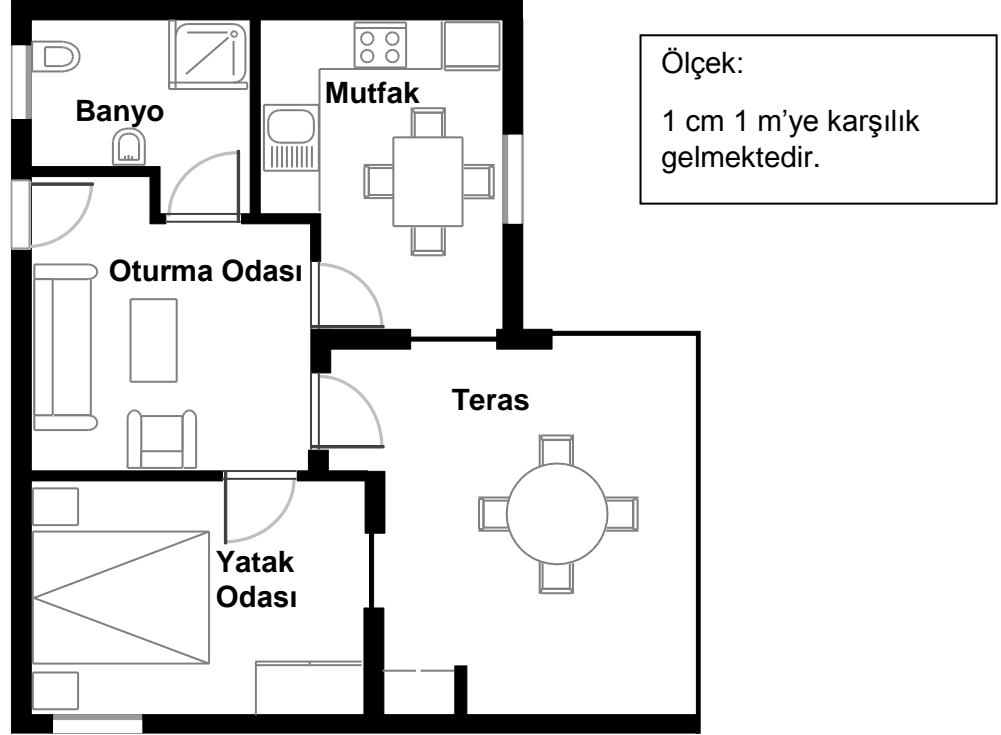 Ölçek:
1 cm 1 m’ye karşılık
gelmektedir.
Mutfak
Banyo
Oturma Odası
Teras
Yatak
Odası